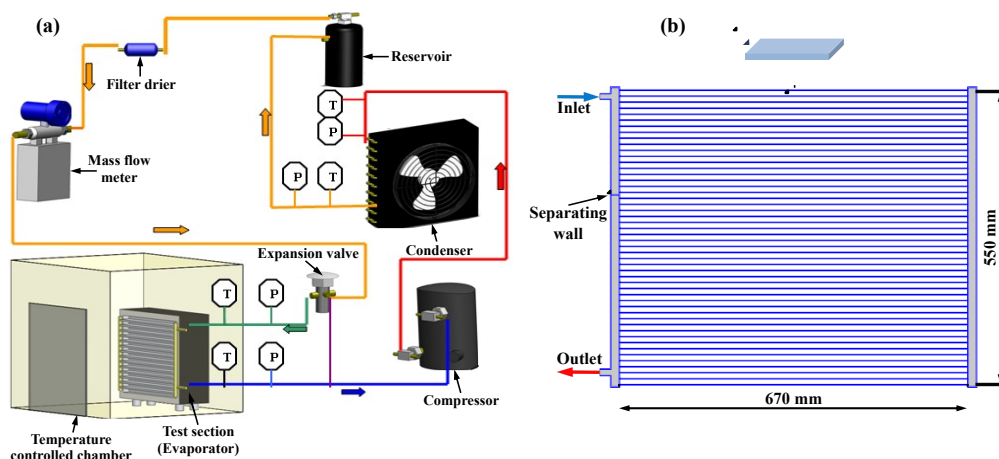 (a)
Filter drier
Reservoir
Mass flow
meter
T
P
P
T
Condenser
Expansion valve
T
P
T
P
Compressor
Temperature
controlled chamber
Test section
(Evaporator)
(b)
Inlet
Separating
wall
Outlet
550 mm
670 mm